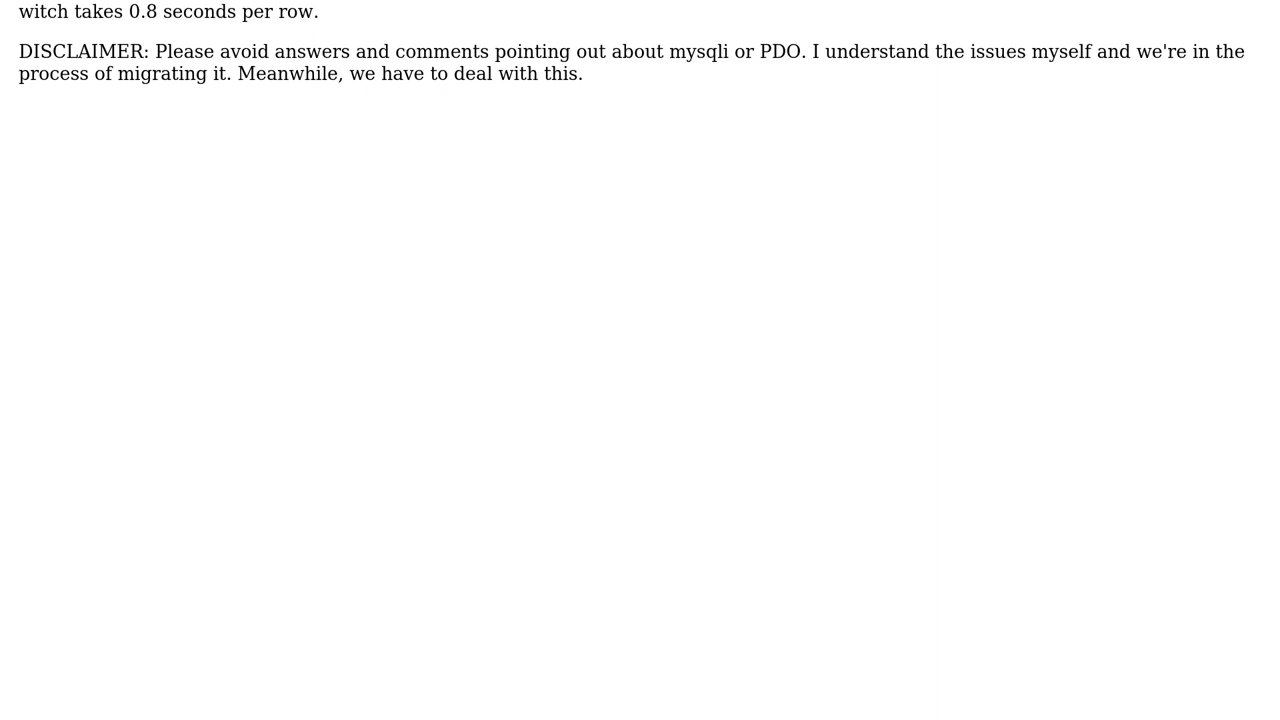 witch takes 0.8 seconds per row.
DISCLAIMER: Please avoid answers and comments pointing out about mysqli or PDO. I understand the issues myself and we're in the
process of migrating it. Meanwhile, we have to deal with this.